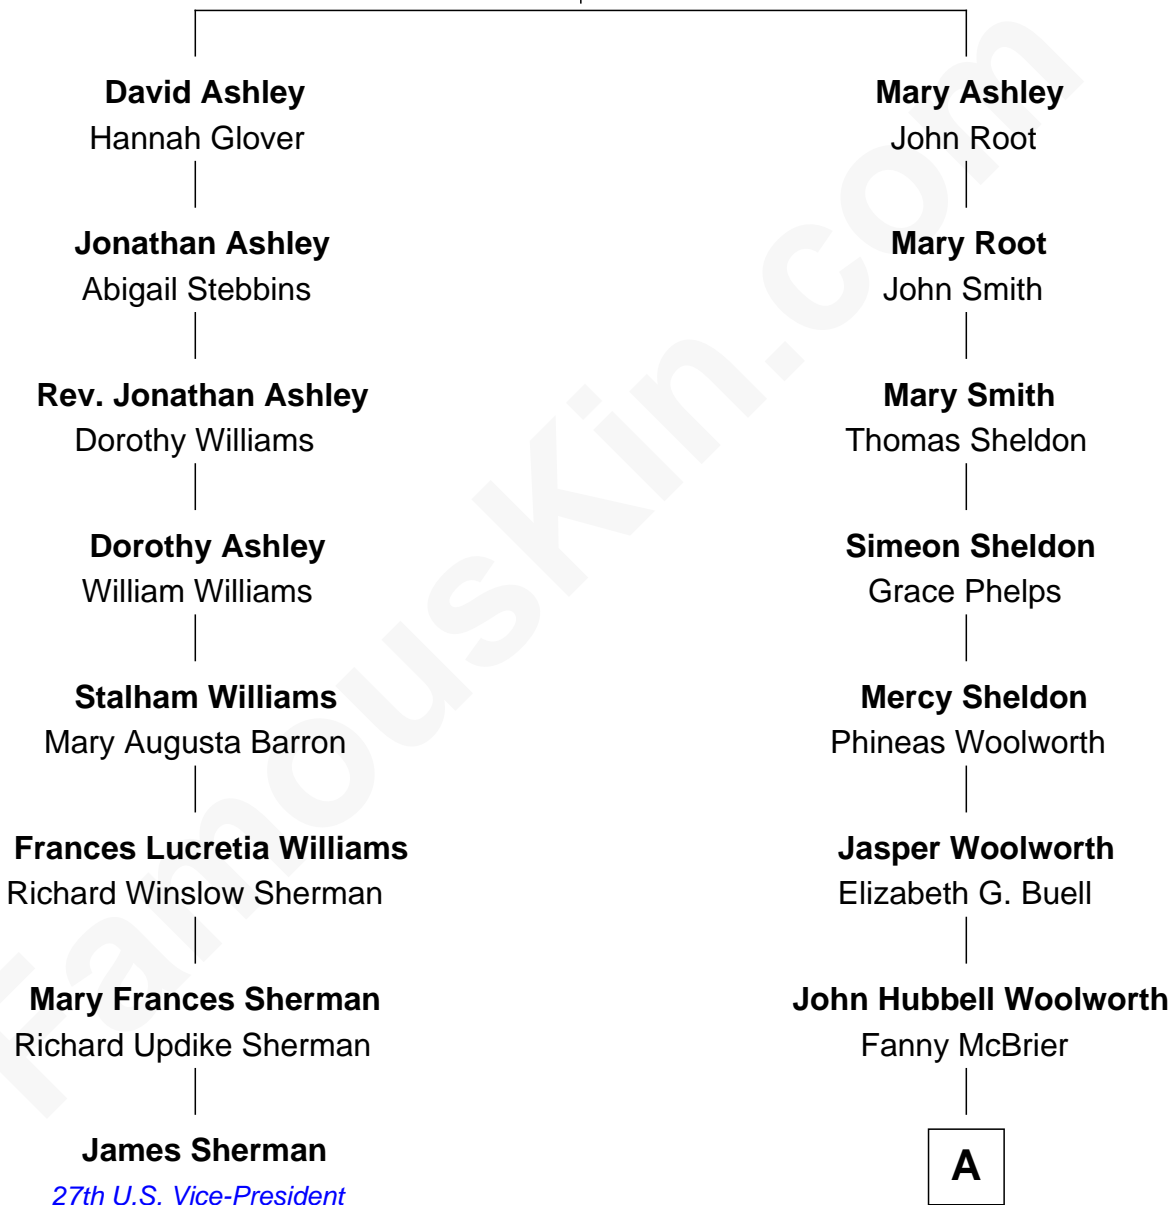 David Ashley
Hannah Glover
Mary Ashley
John Root
Jonathan Ashley
Abigail Stebbins
Mary Root
John Smith
Rev. Jonathan Ashley
Dorothy Williams
Mary Smith
Thomas Sheldon
Dorothy Ashley
William Williams
Simeon Sheldon
Grace Phelps
Stalham Williams
Mary Augusta Barron
Mercy Sheldon
Phineas Woolworth
Frances Lucretia Williams
Richard Winslow Sherman
Jasper Woolworth
Elizabeth G. Buell
Mary Frances Sherman
Richard Updike Sherman
John Hubbell Woolworth
Fanny McBrier
James Sherman
27th U.S. Vice-President
A
FamousKin.com